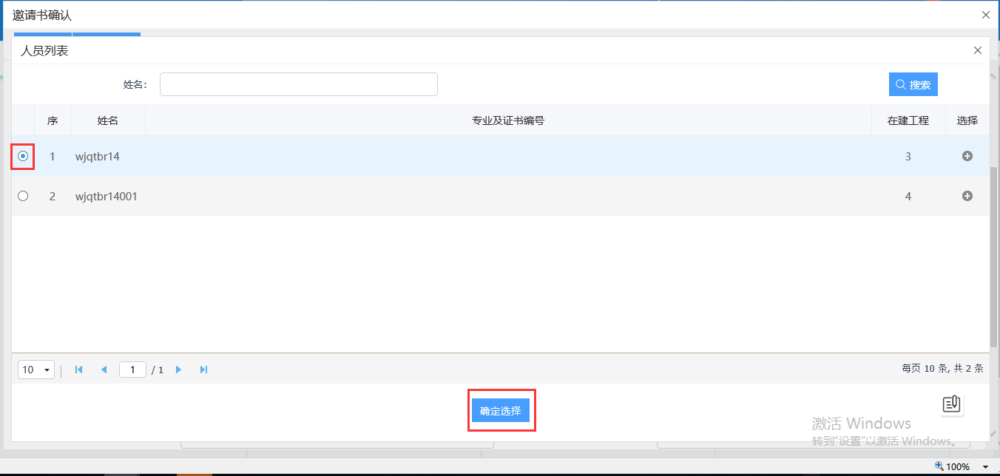 邀请书确认
人员列表
姓名：
搜索
序 姓名 专业及证书编号 在建工程 选择
1 wjqtbr14 3
2 wjqtbr14001 4
10 1 / 1 每页 10 条, 共 2 条
确定选择
激活 Windows
转到"设置"以激活 Windows。
100%